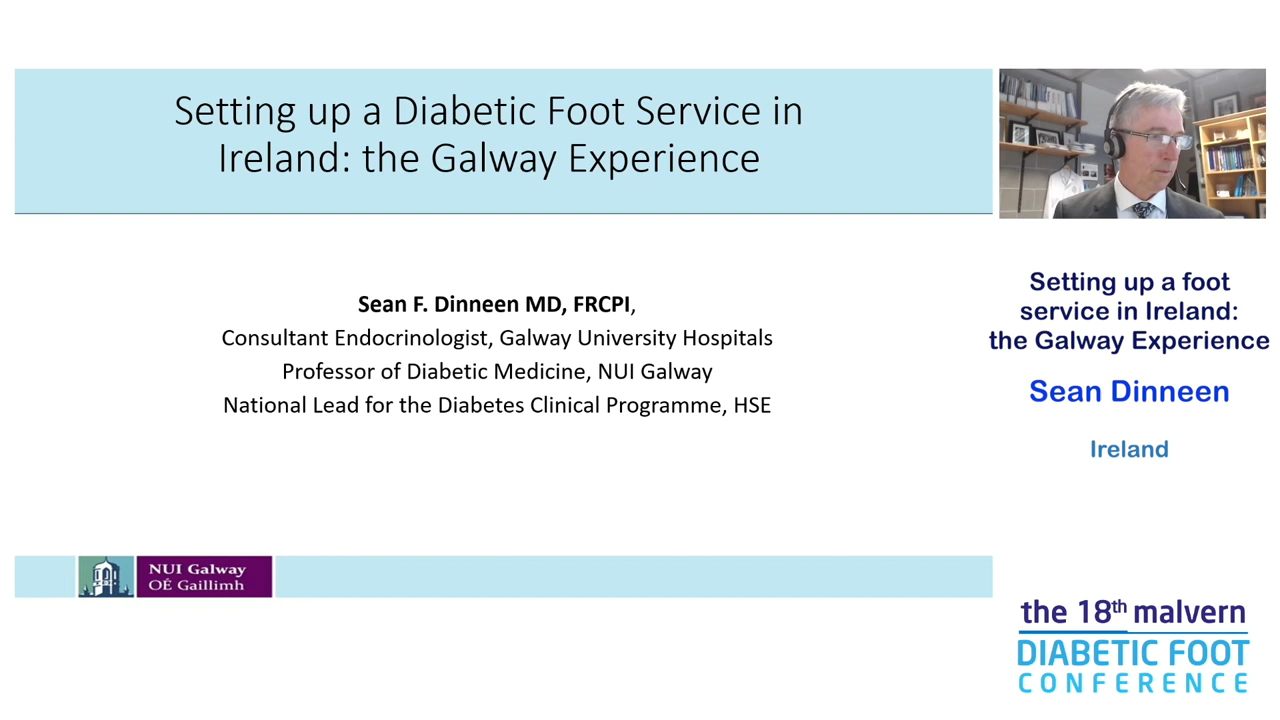 Setting up a Diabetic Foot Service in
Ireland: the Galway Experience
Sean F. Dinneen MD, FRCPI,
Consultant Endocrinologist, Galway University Hospitals
Professor of Diabetic Medicine, NUI Galway
National Lead for the Diabetes Clinical Programme, HSE
NUI Galway
OÉ Gaillimh
Setting up a foot
service in Ireland:
the Galway Experience
Sean Dinneen
Ireland
the 18th malvern
DIABETIC FOOT
CONFERENCE